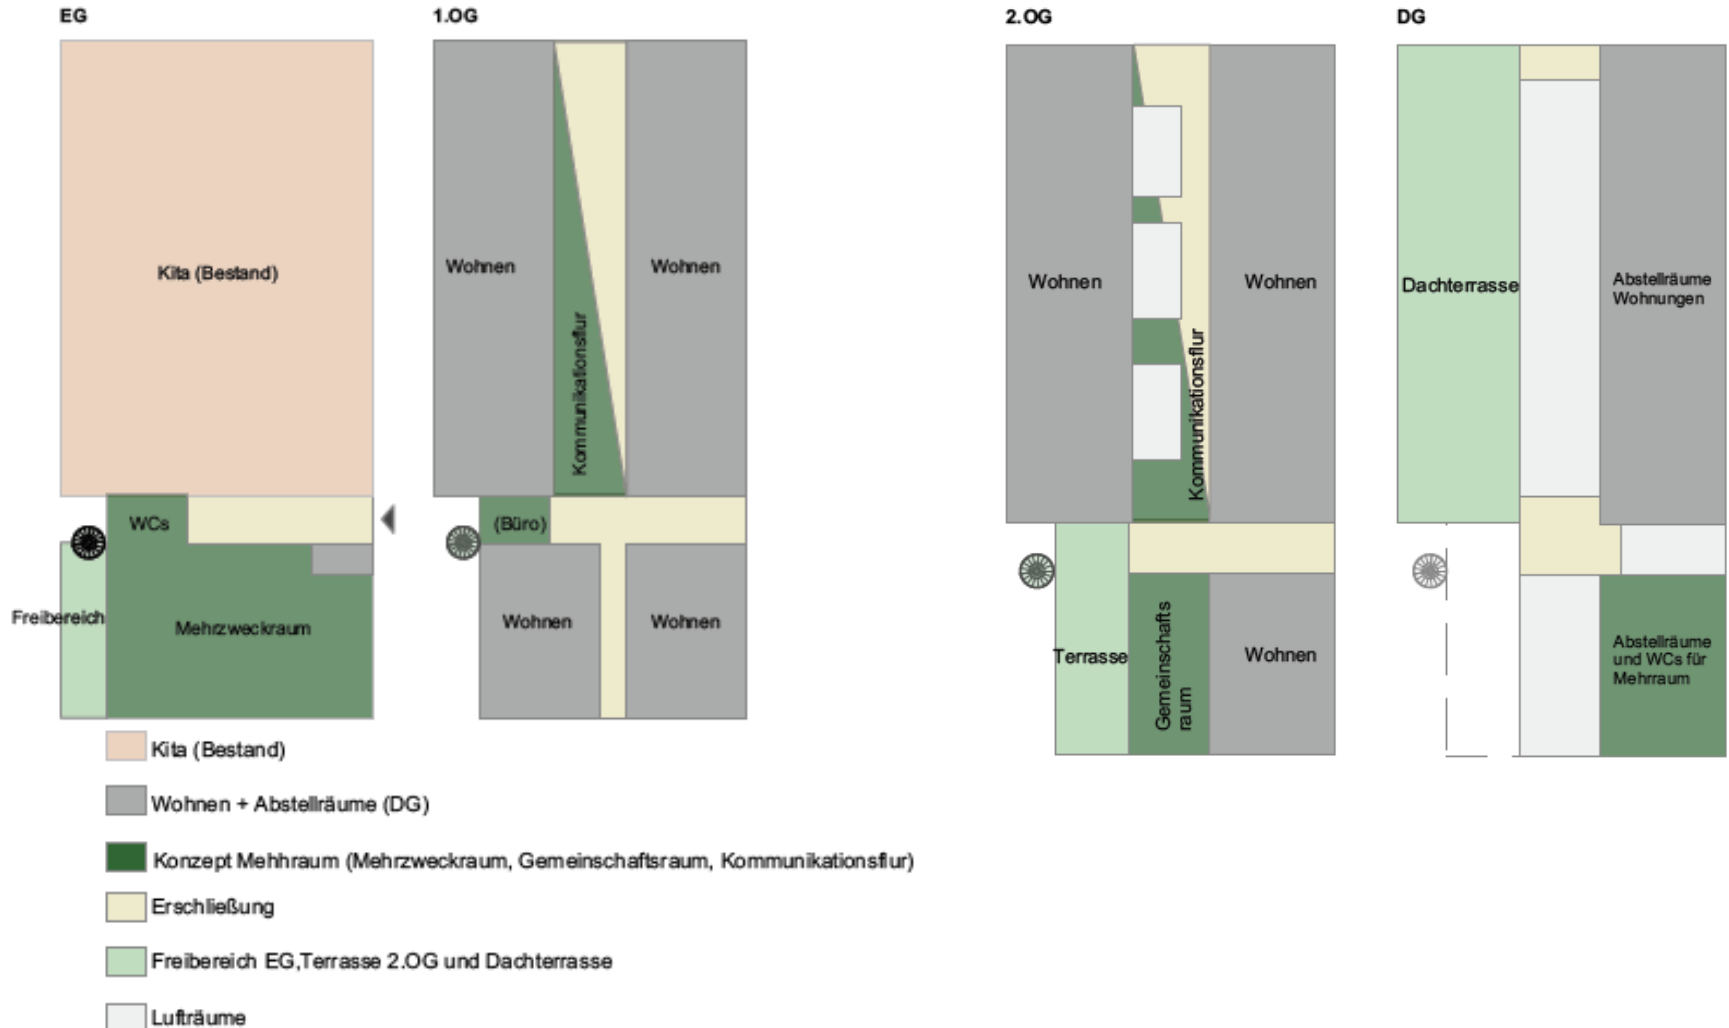 EG
Kita (Bestand)
WCs
Freibereich
Mehrzweckraum
1.OG
Wohnen
Kommunikationsflur
Wohnen
(Büro)
Wohnen
Wohnen
2.OG
Wohnen
Kommunikationsflur
Wohnen
Terrasse
Gemeinschafts
raum
Wohnen
DG
Dachterrasse
Abstellräume
Wohnungen
Abstellräume
und WCs für
Mehrraum
Kita (Bestand)
Wohnen + Abstellräume (DG)
Konzept Mehhraum (Mehrzweckraum, Gemeinschaftsraum, Kommunikationsflur)
Erschließung
Freibereich EG,Terrasse 2.OG und Dachterrasse
Lufträume